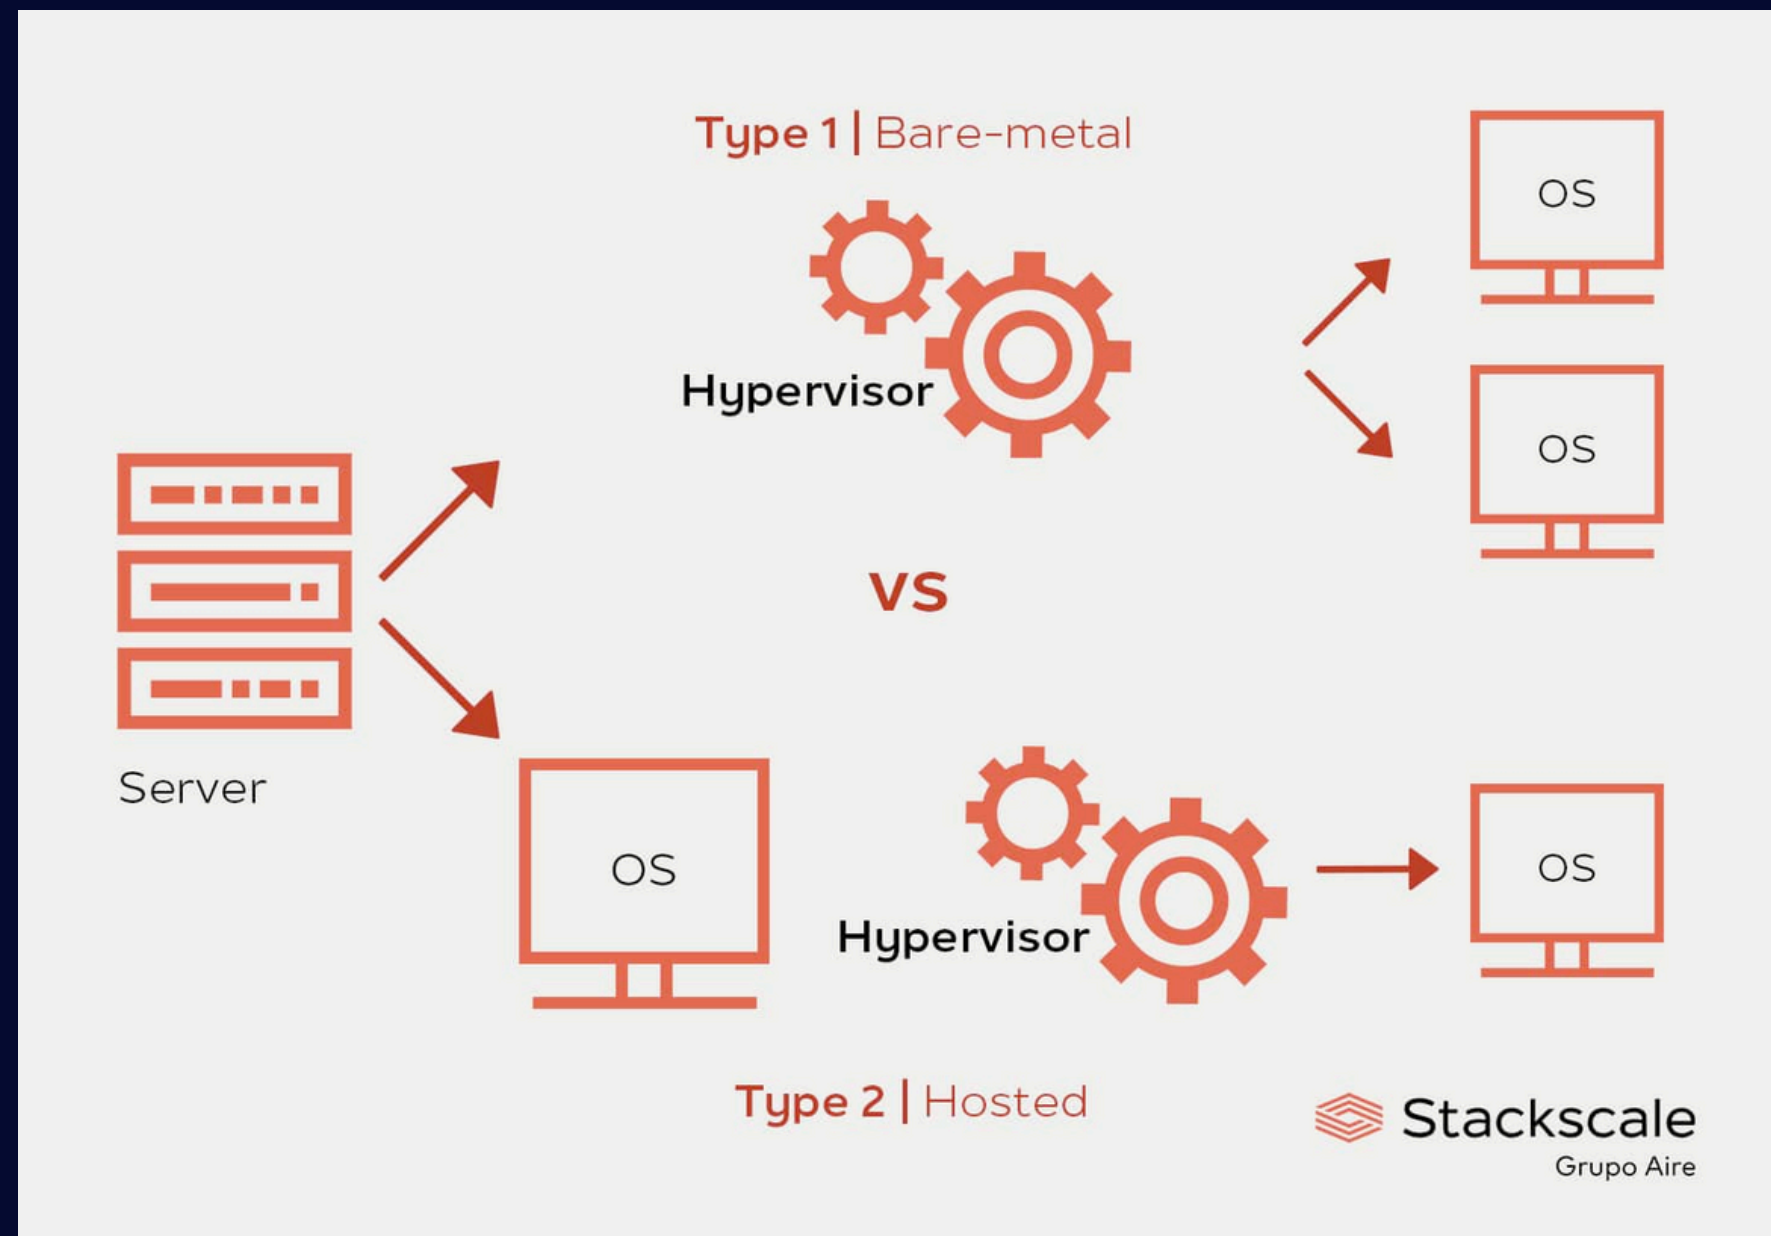 Type 1 | Bare-metal
OS
Hypervisor
OS
VS
Server
OS
Hypervisor
OS
Type 2 | Hosted
Stackscale
Grupo Aire